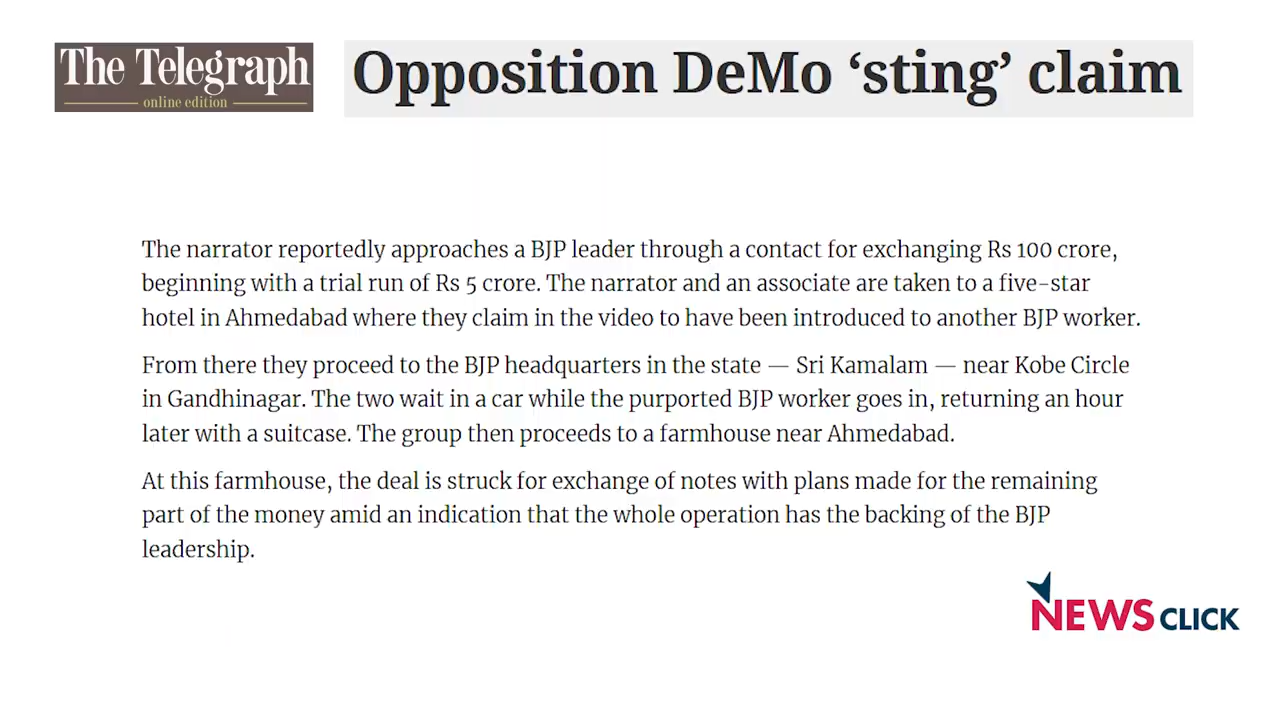 The Telegraph
online edition
Opposition DeMo ‘sting’ claim
The narrator reportedly approaches a BJP leader through a contact for exchanging Rs 100 crore,
beginning with a trial run of Rs 5 crore. The narrator and an associate are taken to a five-star
hotel in Ahmedabad where they claim in the video to have been introduced to another BJP worker.
From there they proceed to the BJP headquarters in the state — Sri Kamalam — near Kobe Circle
in Gandhinagar. The two wait in a car while the purported BJP worker goes in, returning an hour
later with a suitcase. The group then proceeds to a farmhouse near Ahmedabad.
At this farmhouse, the deal is struck for exchange of notes with plans made for the remaining
part of the money amid an indication that the whole operation has the backing of the BJP
leadership.
NEWSCLICK